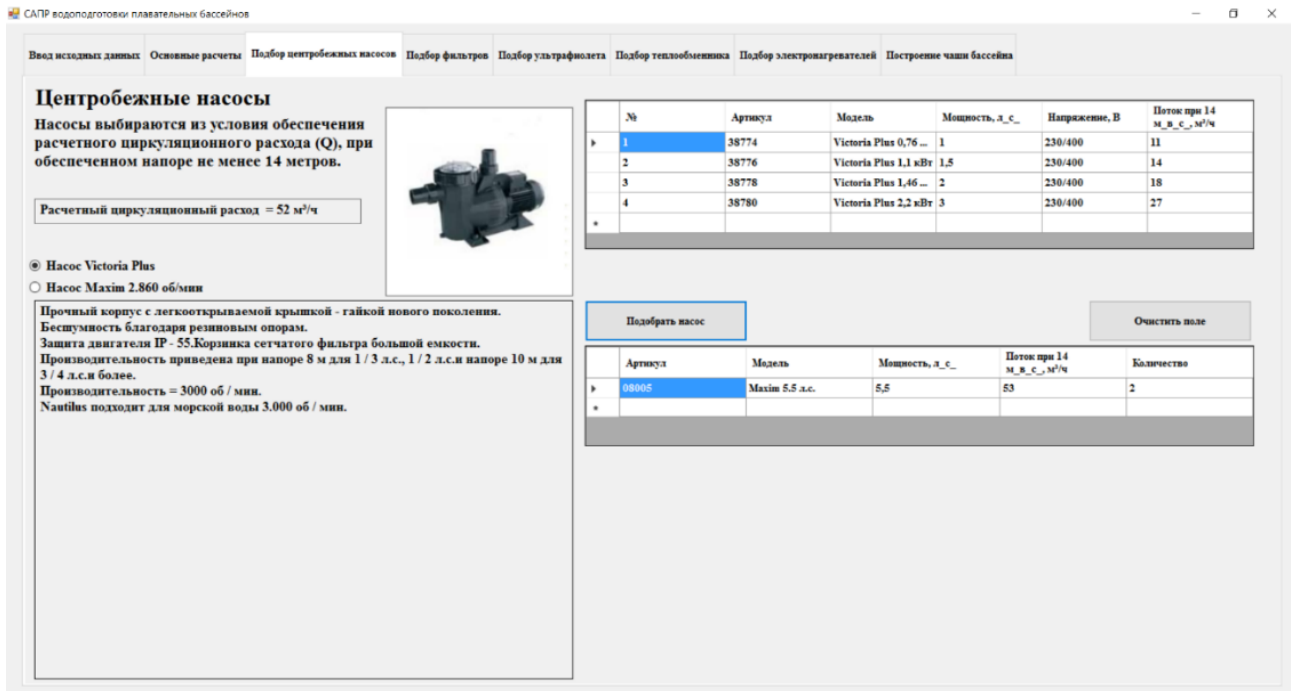 САПР водоподготовки плавательных бассейнов
Ввод исходных данных Основные расчеты Подбор центробежных насосов Подбор фильтров Подбор ультрафиолета Подбор теплообменника Подбор электронагревателей Построение чаши бассейна
Центробежные насосы
Насосы выбираются из условия обеспечения
расчетного циркуляционного расхода (Q), при
обеспеченном напоре не менее 14 метров.
Расчетный циркуляционный расход = 52 м³/ч
Насос Victoria Plus
Насос Maxim 2.860 об/мин
Прочный корпус с легкооткрываемой крышкой - гайкой нового поколения.
Бесшумность благодаря резиновым опорам.
Защита двигателя IP - 55.Корзинка сетчатого фильтра большой емкости.
Производительность приведена при напоре 8 м для 1 / 3 л.с., 1 / 2 л.с.и напоре 10 м для
3 / 4 л.с.и более.
Производительность = 3000 об / мин.
Nautilus подходит для морской воды 3.000 об / мин.
№ Артикул Модель Мощность, л_с_ Напряжение, В Поток при 14
м_в_с_, м³/ч
1 38774 Victoria Plus 0,76 ... 1 230/400 11
2 38776 Victoria Plus 1,1 кВт 1,5 230/400 14
3 38778 Victoria Plus 1,46 ... 2 230/400 18
4 38780 Victoria Plus 2,2 кВт 3 230/400 27
Подобрать насос Очистить поле
Артикул Модель Мощность, л_с_ Поток при 14
м_в_с_, м³/ч Количество
08005 Maxim 5.5 л.с. 5,5 53 2